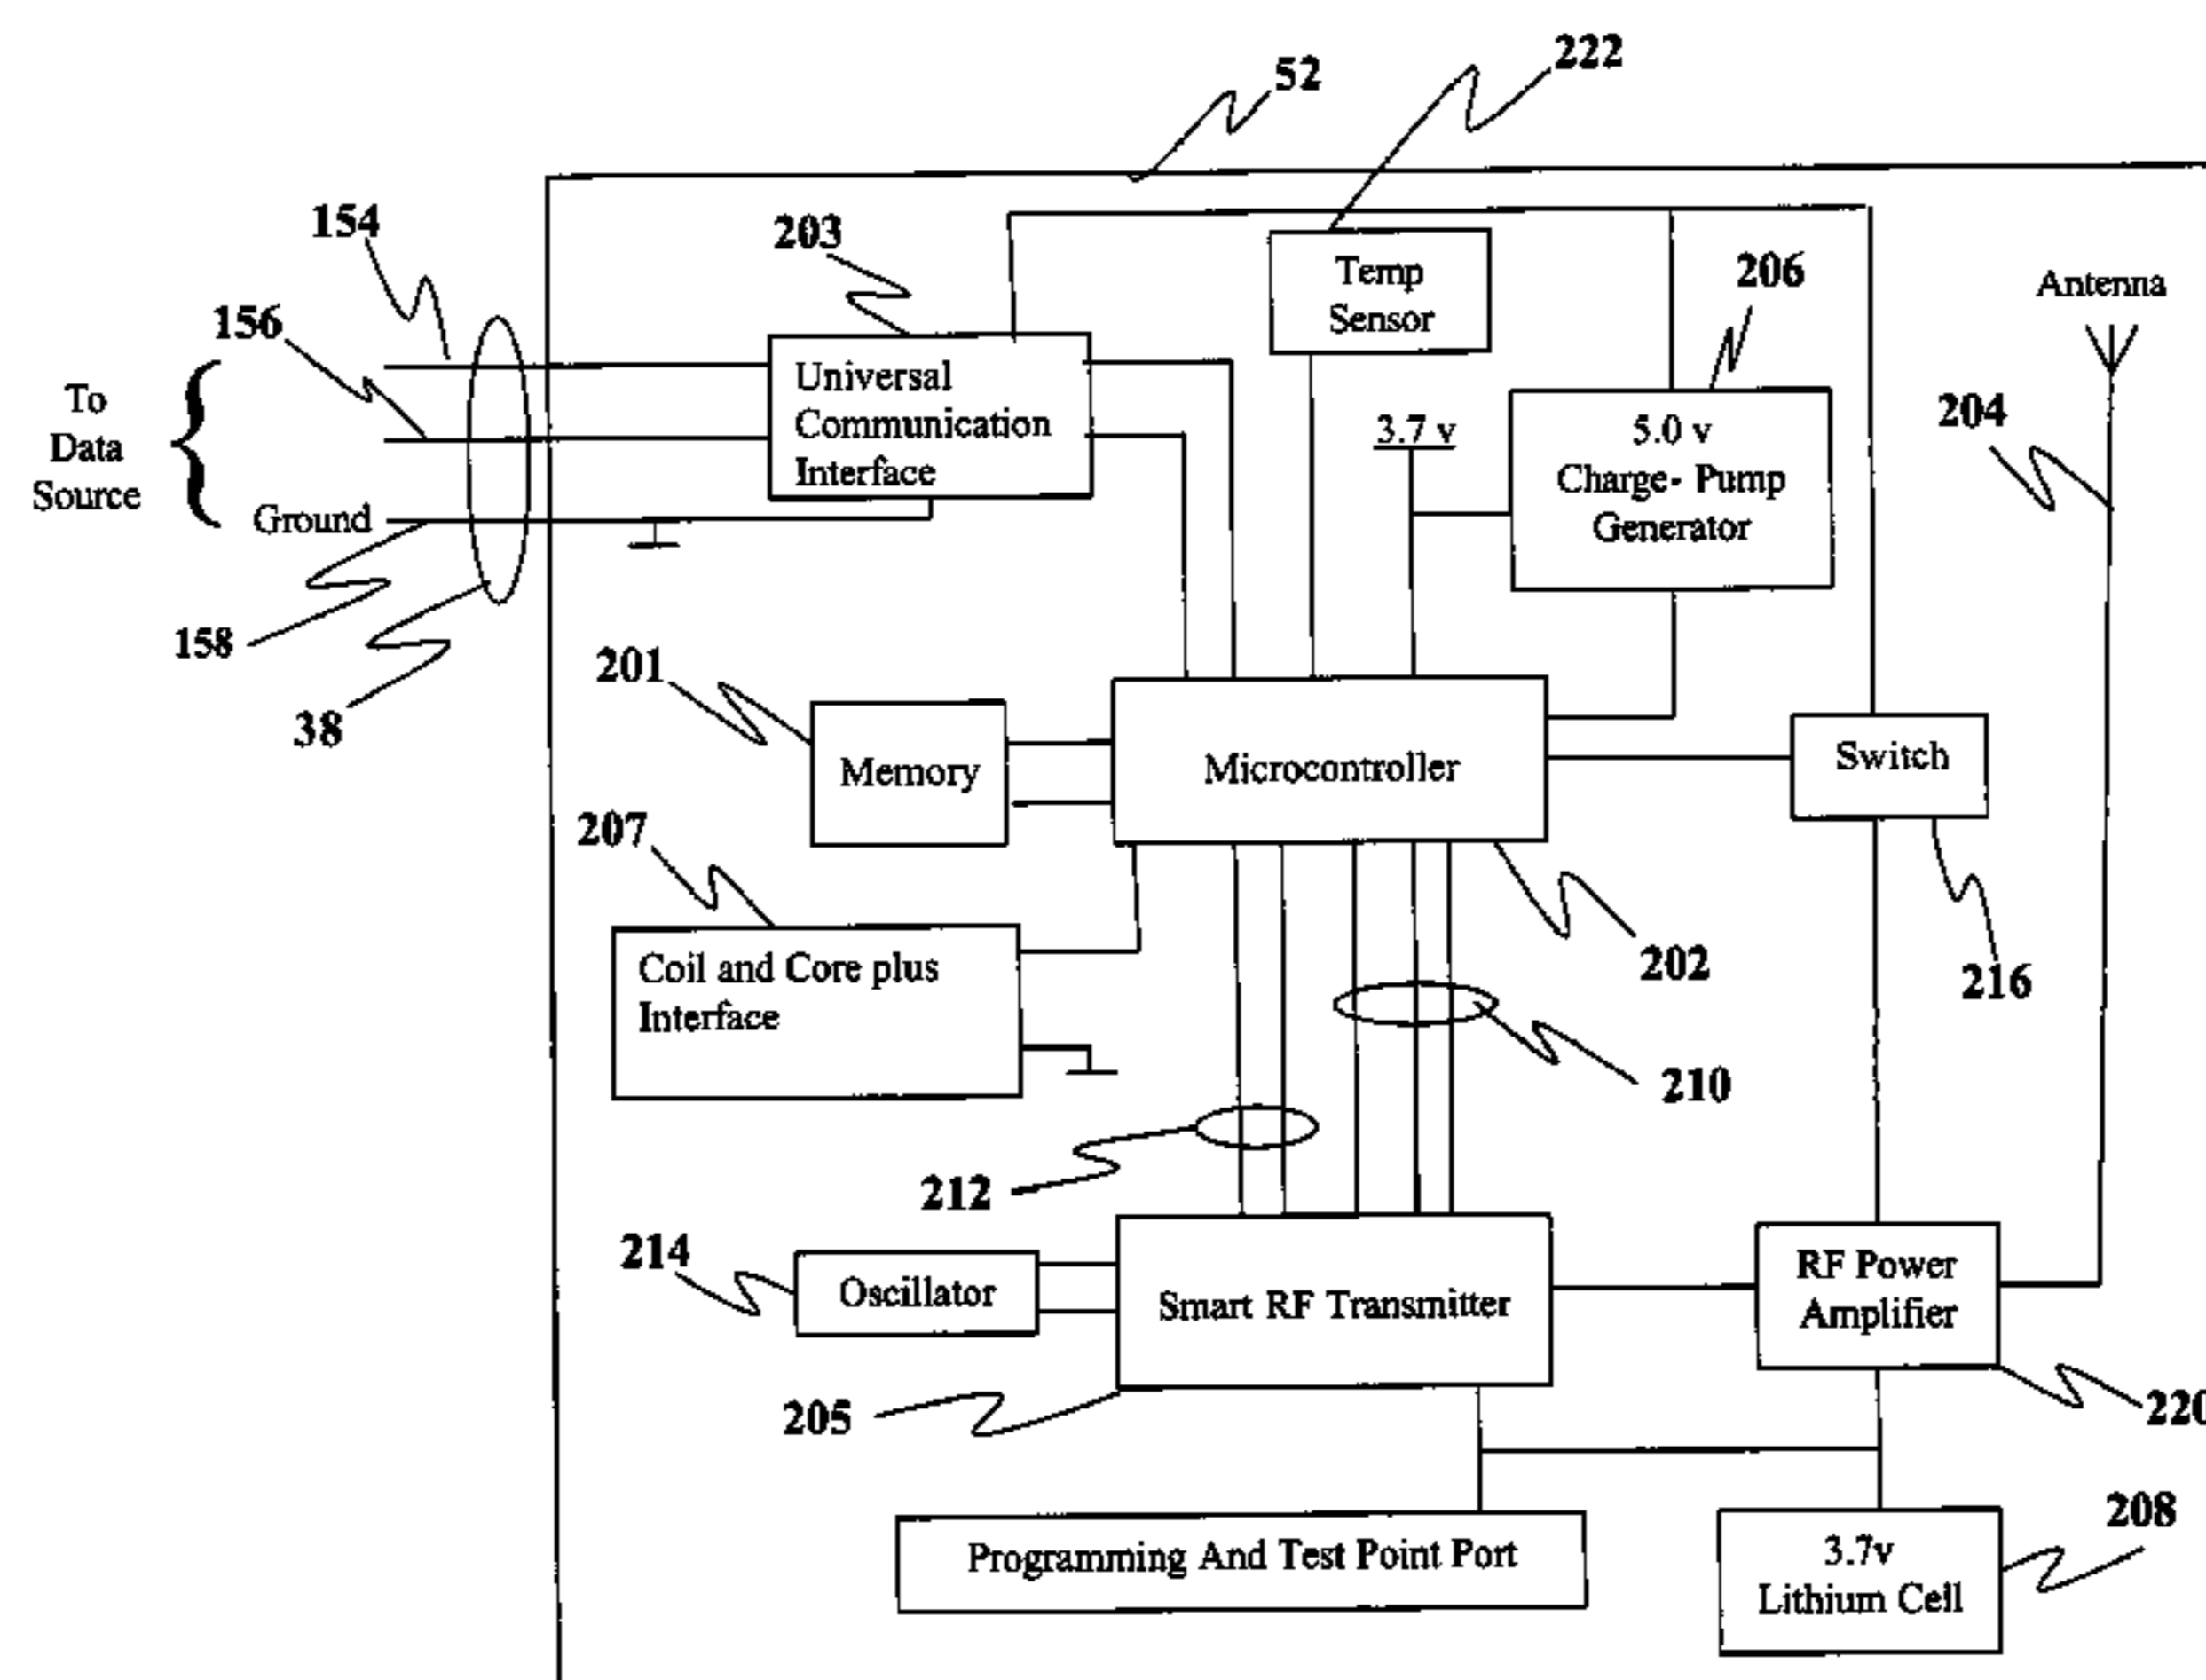 222
52
154
203
Temp
Sensor
206
Antenna
156
To
Data
Source
Universal
Communication
Interface
3.7 v
5.0 v
Charge- Pump
Generator
204
Ground
158
38
201
Memory
Microcontroller
Switch
207
Coil and Core plus
Interface
202
216
210
212
214
Oscillator
Smart RF Transmitter
RF Power
Amplifier
205
220
Programming And Test Point Port
208
3.7v
Lithium Cell